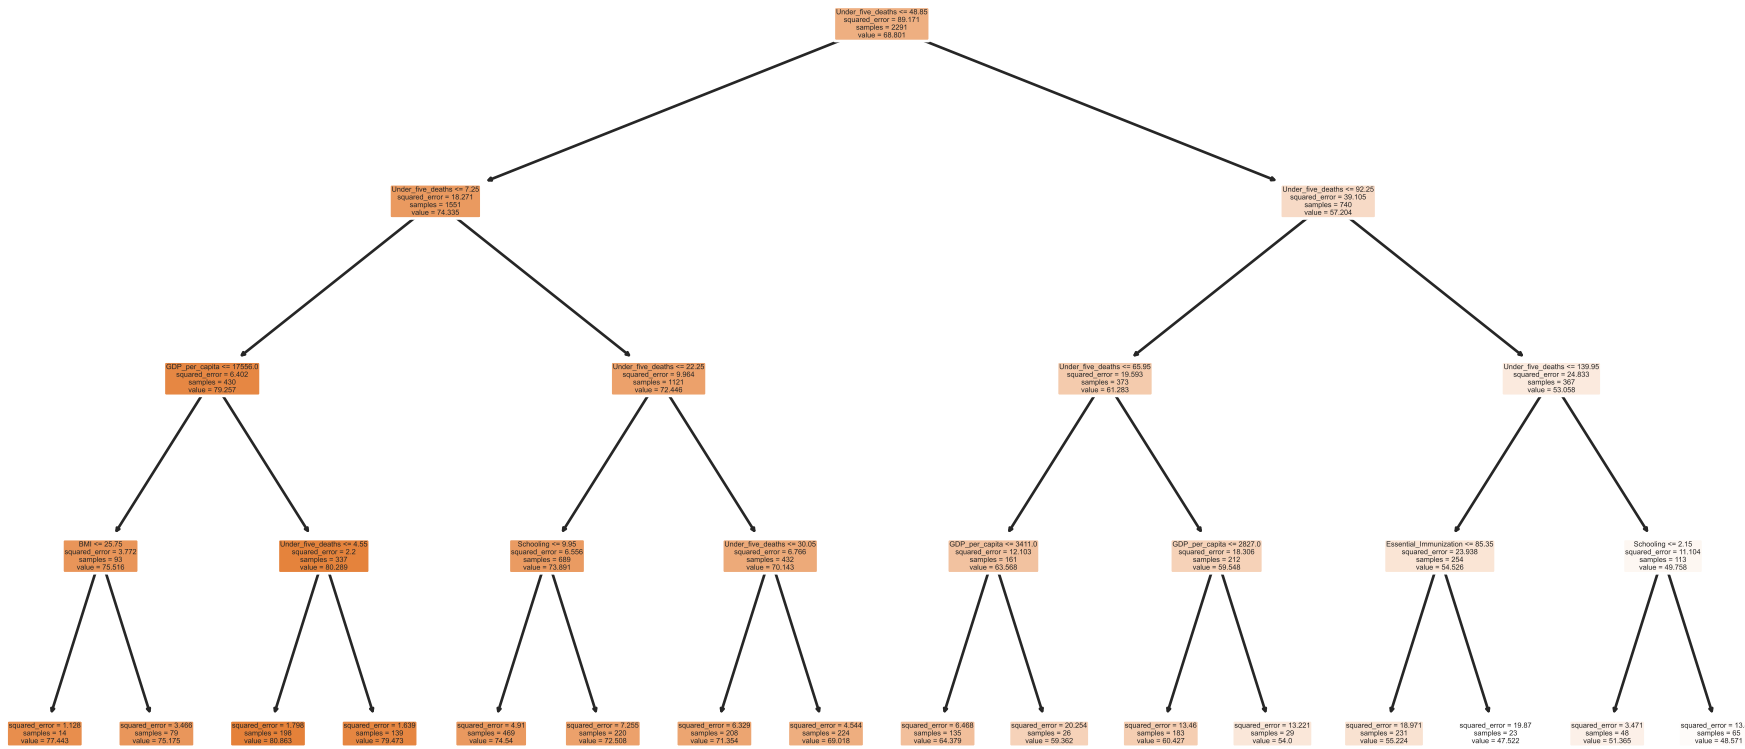 Under_five_deaths <= 48.85
squared_error = 89.171
samples = 2291
value = 68.801
Under_five_deaths <= 7.25
squared_error = 18.271
samples = 1551
value = 74.335
Under_five_deaths <= 92.25
squared_error = 39.105
samples = 740
value = 57.204
GDP_per_capita <= 17556.0
squared_error = 6.402
samples = 430
value = 79.257
Under_five_deaths <= 22.25
squared_error = 9.964
samples = 1121
value = 72.446
Under_five_deaths <= 65.95
squared_error = 19.593
samples = 373
value = 61.283
Under_five_deaths <= 139.95
squared_error = 24.833
samples = 367
value = 53.058
BMI <= 25.75
squared_error = 3.772
samples = 93
value = 75.516
Under_five_deaths <= 4.55
squared_error = 2.2
samples = 337
value = 80.289
Schooling <= 9.95
squared_error = 6.556
samples = 689
value = 73.891
Under_five_deaths <= 30.05
squared_error = 6.766
samples = 432
value = 70.143
GDP_per_capita <= 3411.0
squared_error = 12.103
samples = 161
value = 63.568
GDP_per_capita <= 2827.0
squared_error = 18.306
samples = 212
value = 59.548
Essential_Immunization <= 85.35
squared_error = 23.938
samples = 254
value = 54.526
Schooling <= 2.15
squared_error = 11.104
samples = 113
value = 49.758
squared_error = 1.128
samples = 14
value = 77.443
squared_error = 3.466
samples = 79
value = 75.175
squared_error = 1.798
samples = 198
value = 80.863
squared_error = 1.639
samples = 139
value = 79.473
squared_error = 4.91
samples = 469
value = 74.54
squared_error = 7.255
samples = 220
value = 72.508
squared_error = 6.329
samples = 208
value = 71.354
squared_error = 4.544
samples = 224
value = 69.018
squared_error = 6.468
samples = 135
value = 64.379
squared_error = 20.254
samples = 26
value = 59.362
squared_error = 13.46
samples = 183
value = 60.427
squared_error = 13.221
samples = 29
value = 54.0
squared_error = 18.971
samples = 231
value = 55.224
squared_error = 19.87
samples = 23
value = 47.522
squared_error = 3.471
samples = 48
value = 51.365
squared_error = 13.
samples = 65
value = 48.571